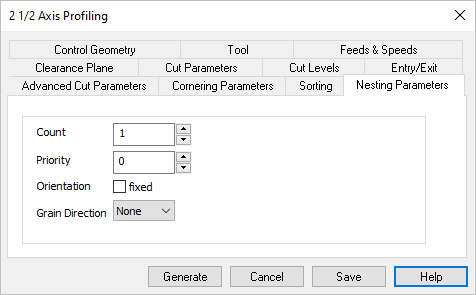 2 1/2 Axis Profiling
Control Geometry Tool Feeds & Speeds
Clearance Plane Cut Parameters Cut Levels Entry/Exit
Advanced Cut Parameters Cornering Parameters Sorting Nesting Parameters
Count 1
Priority 0
Orientation fixed
Grain Direction None
Generate Cancel Save Help